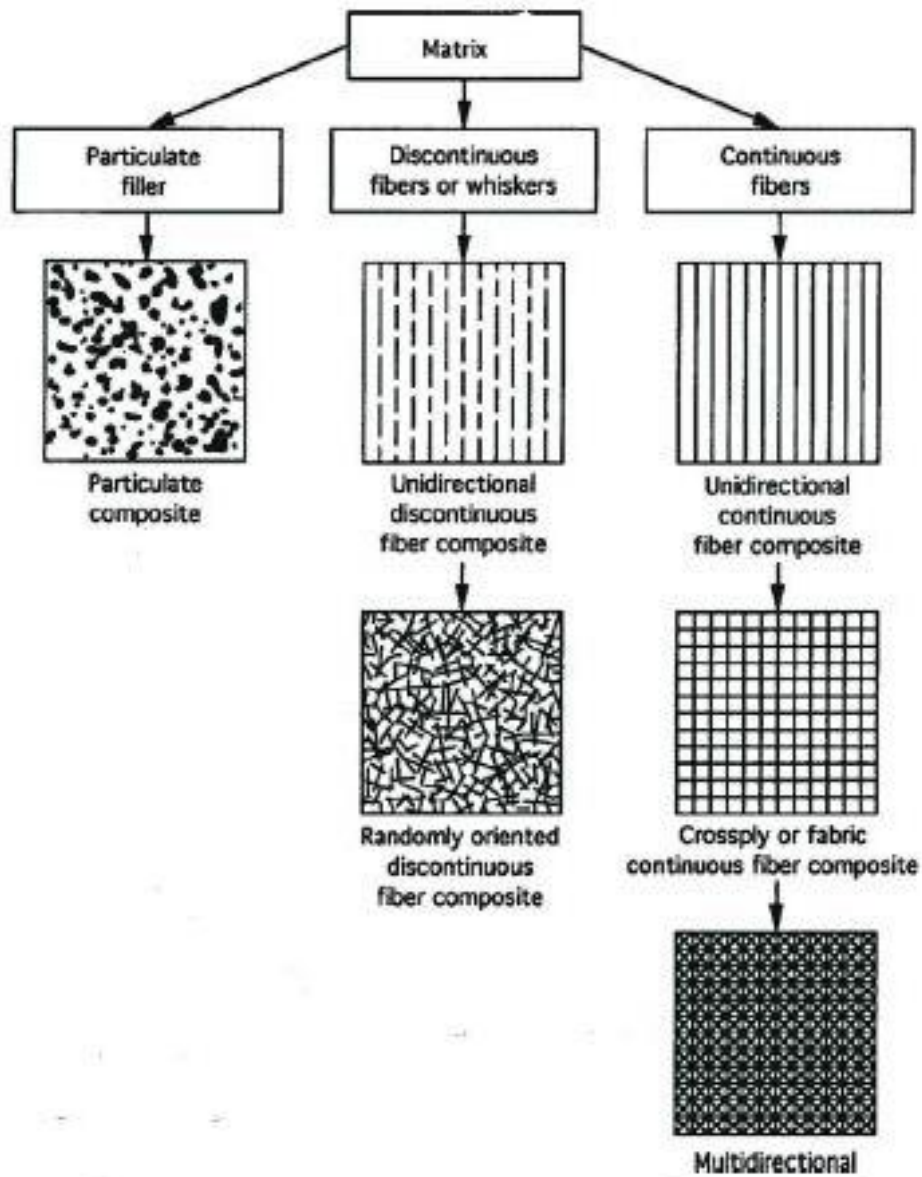 Matrix
Particulate
filler
Discontinuous
fibers or whiskers
Continuous
fibers
Particulate
composite
Unidirectional
discontinuous
fiber composite
Unidirectional
continuous
fiber composite
Randomly oriented
discontinuous
fiber composite
Crossply or fabric
continuous fiber composite
Multidirectional